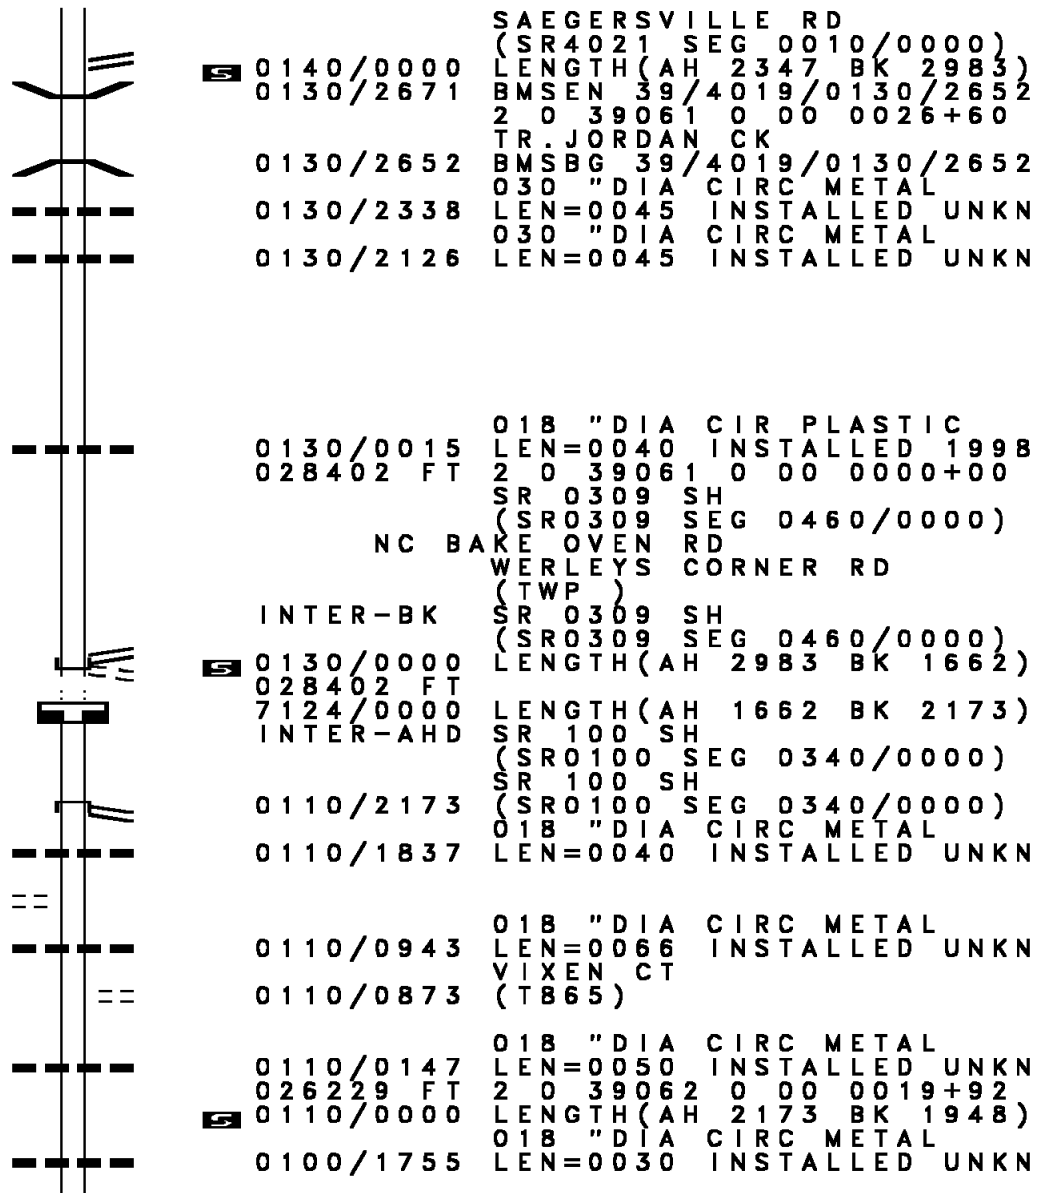 SAEGERSVILLE RD
(SR4021 SEG 0010/0000)
S 0140/0000 LENGTH(AH 2347 BK 2983)
0130/2671 BMSEN 39/4019/0130/2652
2 0 39061 0 00 0026+60
TR.JORDAN CK
0130/2652 BMSBG 39/4019/0130/2652
030 "DIA CIRC METAL
0130/2338 LEN=0045 INSTALLED UNKN
030 "DIA CIRC METAL
0130/2126 LEN=0045 INSTALLED UNKN
018 "DIA CIR PLASTIC
0130/0015 LEN=0040 INSTALLED 1998
028402 FT 2 0 39061 0 00 0000+00
SR 0309 SH
(SR0309 SEG 0460/0000)
NC BAKE OVEN RD
WERLEYS CORNER RD
(TWP )
INTER-BK SR 0309 SH
(SR0309 SEG 0460/0000)
S 0130/0000 LENGTH(AH 2983 BK 1662)
028402 FT
7124/0000 LENGTH(AH 1662 BK 2173)
INTER-AHD SR 100 SH
(SR0100 SEG 0340/0000)
SR 100 SH
0110/2173 (SR0100 SEG 0340/0000)
018 "DIA CIRC METAL
0110/1837 LEN=0040 INSTALLED UNKN
018 "DIA CIRC METAL
0110/0943 LEN=0066 INSTALLED UNKN
VIXEN CT
0110/0873 (T865)
018 "DIA CIRC METAL
0110/0147 LEN=0050 INSTALLED UNKN
026229 FT 2 0 39062 0 00 0019+92
S 0110/0000 LENGTH(AH 2173 BK 1948)
018 "DIA CIRC METAL
0100/1755 LEN=0030 INSTALLED UNKN